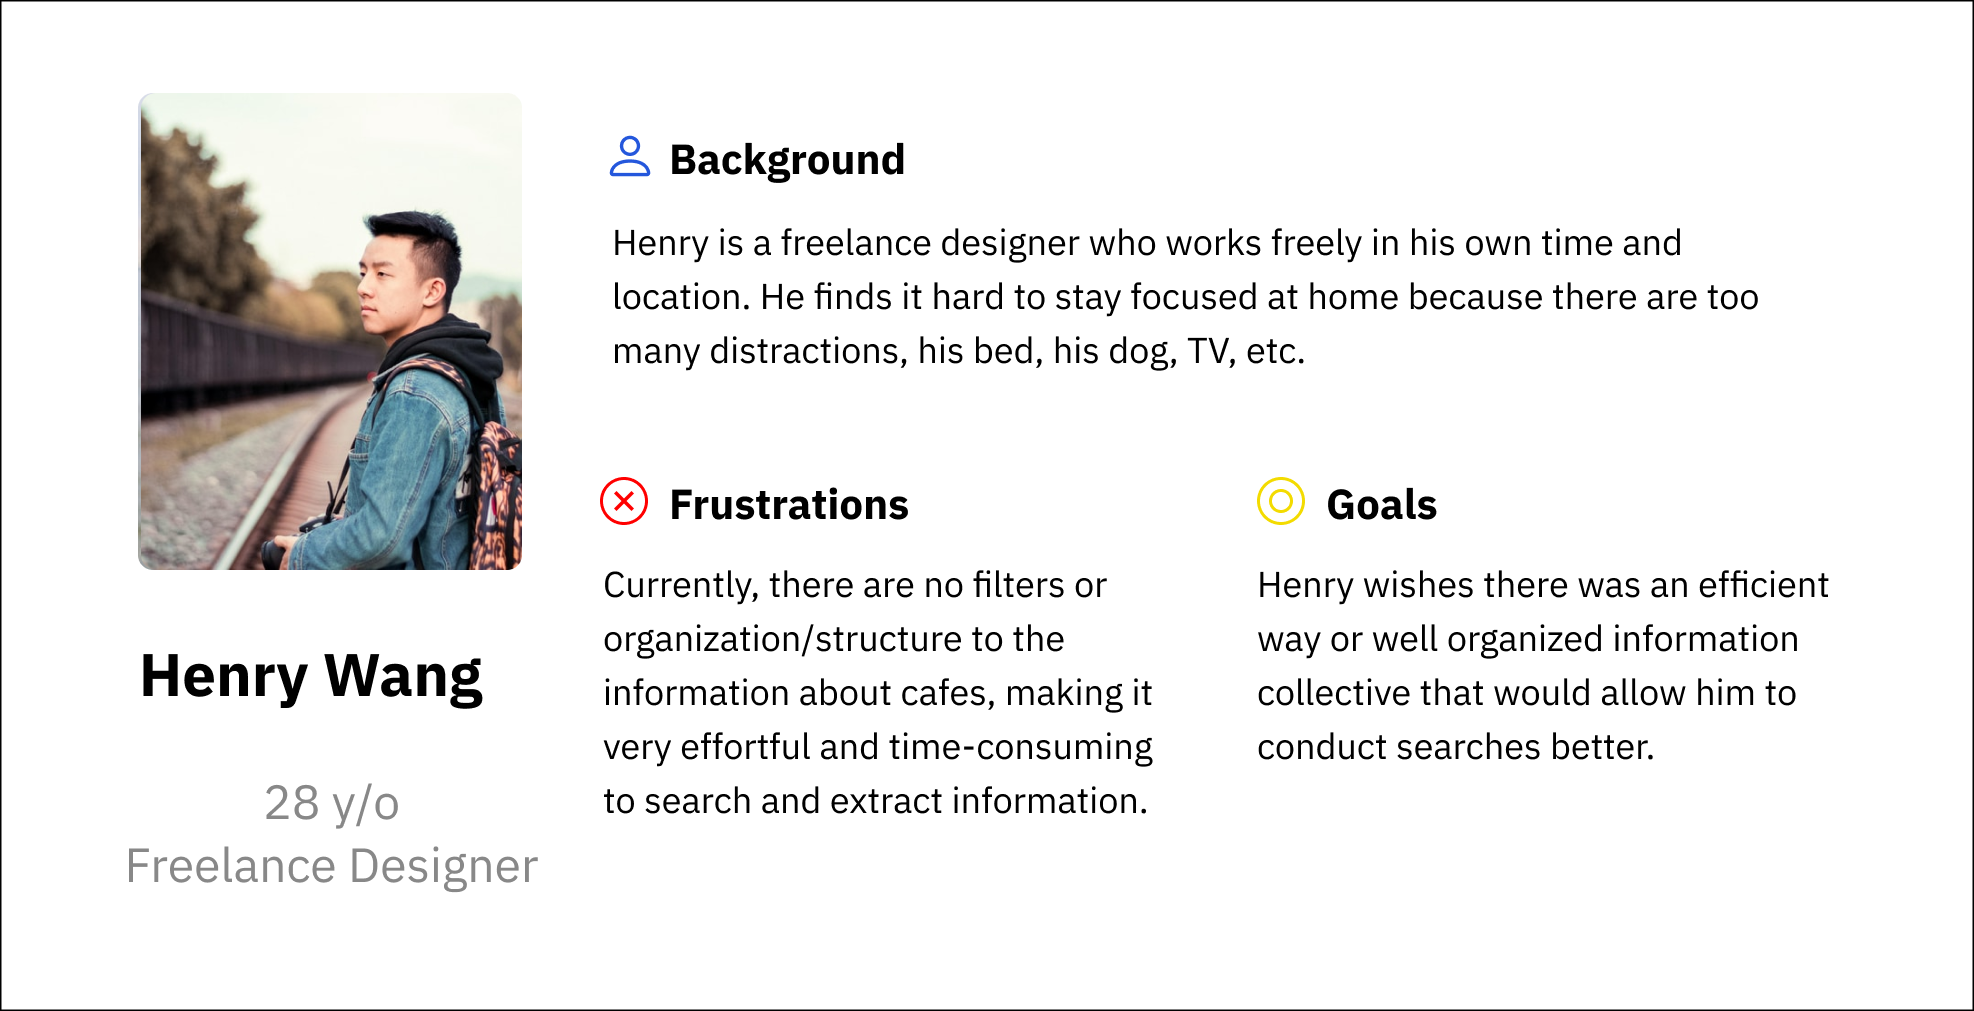 Background
Henry is a freelance designer who works freely in his own time and
location. He finds it hard to stay focused at home because there are too
many distractions, his bed, his dog, TV, etc.
Henry Wang
28 y/o
Freelance Designer
Frustrations
Currently, there are no filters or
organization/structure to the
information about cafes, making it
very effortful and time-consuming
to search and extract information.
Goals
Henry wishes there was an efficient
way or well organized information
collective that would allow him to
conduct searches better.